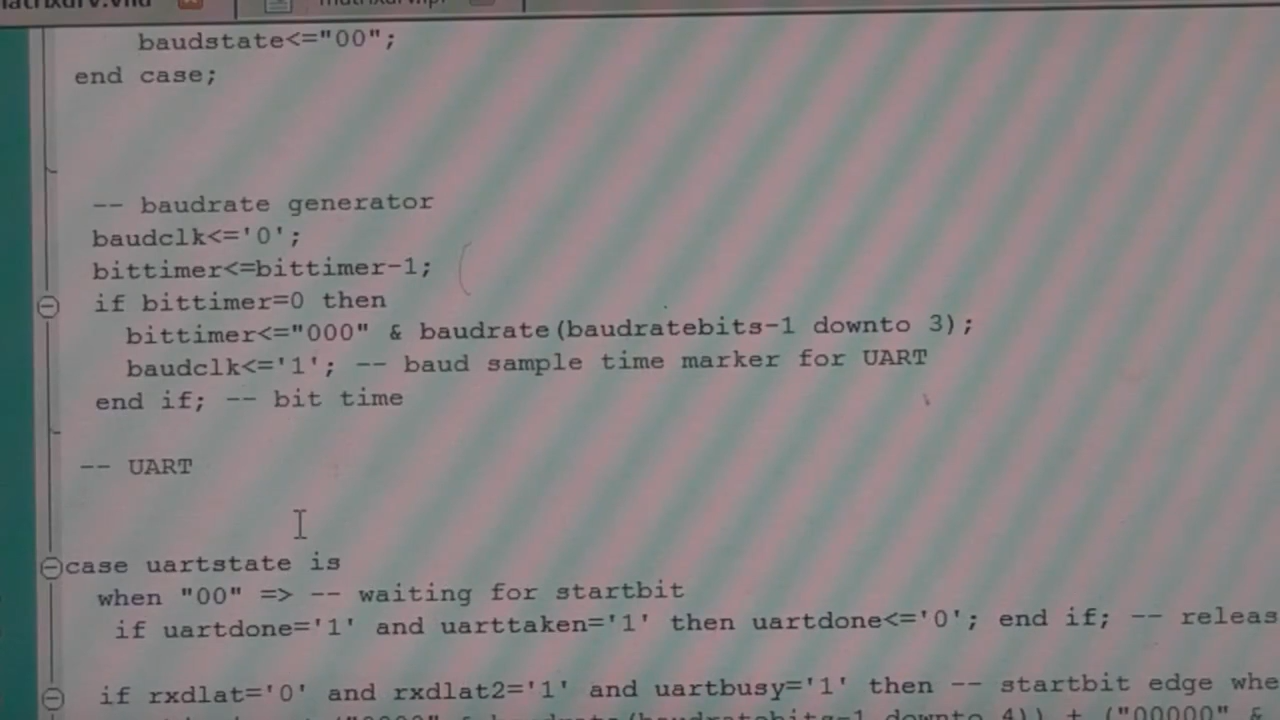 baudstate<="00";
end case;
-- baudrate generator
baudclk<='0';
bittimer<=bittimer-1;
if bittimer=0 then
bittimer<="000" & baudrate(baudratebits-1 downto 3);
baudclk<='1'; -- baud sample time marker for UART
end if; -- bit time
-- UART
case uartstate is
when "00" => -- waiting for startbit
if uartdone='1' and uarttaken='1' then uartdone<='0'; end if; -- releas
if rxdlat='0' and rxdlat2='1' and uartbusy='1' then -- startbit edge whe